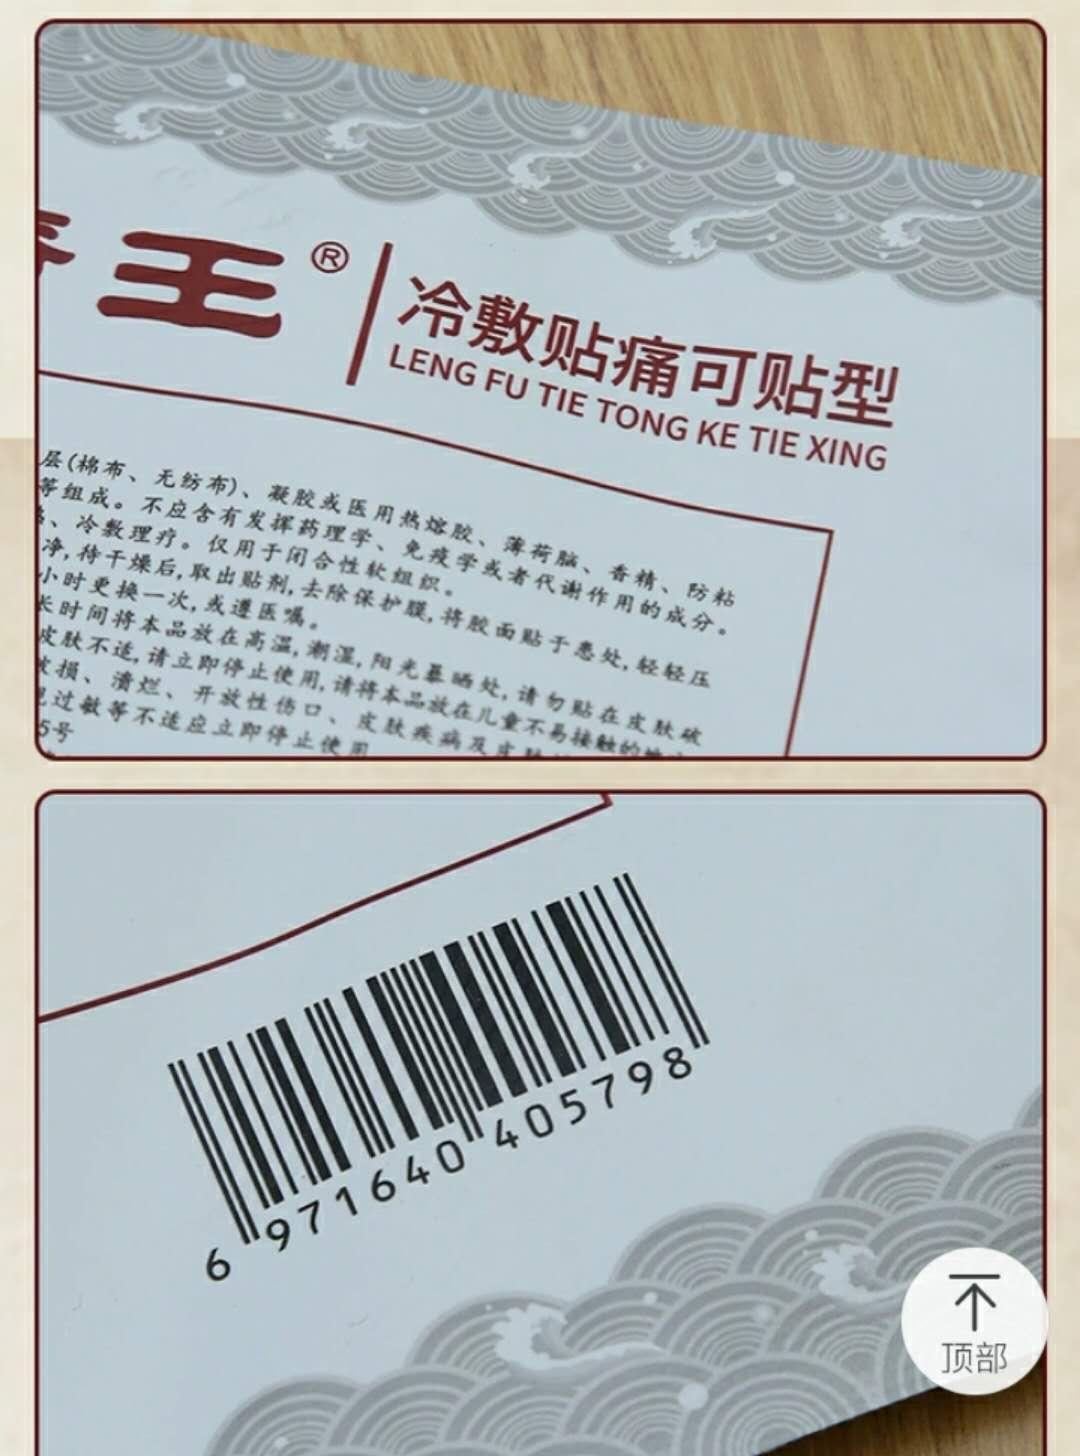 王®
冷敷贴痛可贴型
LENG FU TIE TONG KE TIE XING
层(棉布、无纺布)、凝胶或医用热熔胶、薄荷脑、香精、防粘
等组成。不应含有发挥药理学、免疫学或者代谢作用的成分。
、冷敷理疗。仅用于闭合性软组织。
净,待干燥后,取出贴剂,去除保护膜,将胶面贴于患处,轻轻压
小时更换一次,或遵医嘱。
长时间将本品放在高温,潮湿,阳光暴晒处,请勿贴在皮肤破
皮肤不适,请立即停止使用,请将本品放在儿童不易接触的
损、溃烂、开放性伤口、皮肤疾病及
过敏等不适应立即停止使用
5号
6 971640 405798
顶部